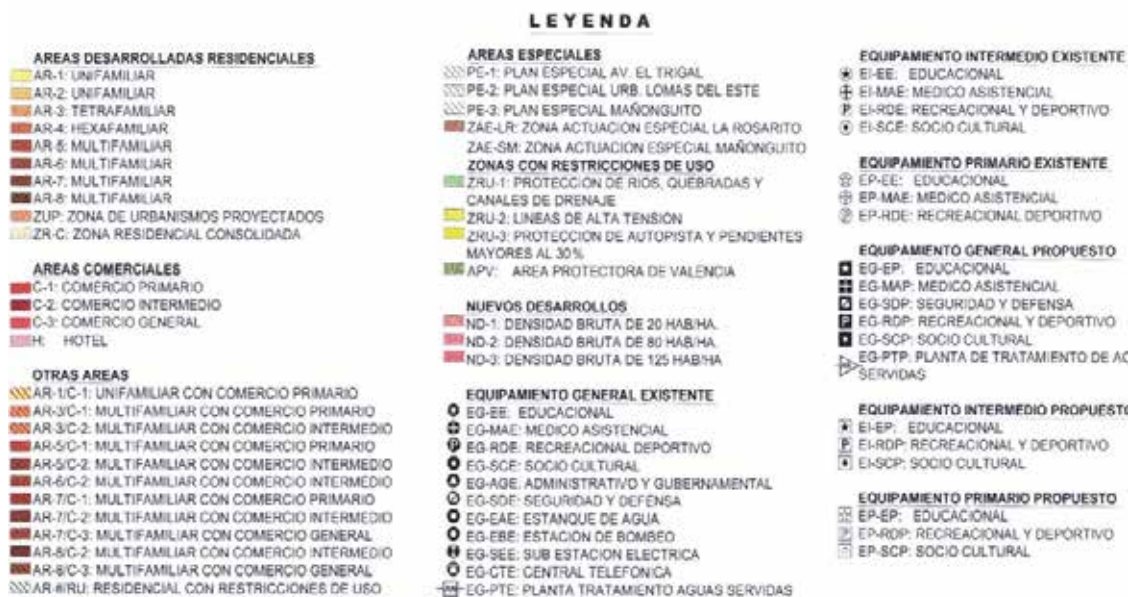 LEYENDA
AREAS DESARROLLADAS RESIDENCIALES
AR-1: UNIFAMILIAR
AR-2: UNIFAMILIAR
AR-3: TETRAFAMILIAR
AR-4: HEXAFAMILIAR
AR-5: MULTIFAMILIAR
AR-6: MULTIFAMILIAR
AR-7: MULTIFAMILIAR
AR-8: MULTIFAMILIAR
ZUP: ZONA DE URBANISMOS PROYECTADOS
ZR-C: ZONA RESIDENCIAL CONSOLIDADA
AREAS COMERCIALES
C-1: COMERCIO PRIMARIO
C-2: COMERCIO INTERMEDIO
C-3: COMERCIO GENERAL
H: HOTEL
OTRAS AREAS
AR-1/C-1: UNIFAMILIAR CON COMERCIO PRIMARIO
AR-3/C-1: MULTIFAMILIAR CON COMERCIO PRIMARIO
AR-3/C-2: MULTIFAMILIAR CON COMERCIO INTERMEDIO
AR-5/C-1: MULTIFAMILIAR CON COMERCIO PRIMARIO
AR-5/C-2: MULTIFAMILIAR CON COMERCIO INTERMEDIO
AR-6/C-2: MULTIFAMILIAR CON COMERCIO INTERMEDIO
AR-7/C-1: MULTIFAMILIAR CON COMERCIO PRIMARIO
AR-7/C-2: MULTIFAMILIAR CON COMERCIO INTERMEDIO
AR-7/C-3: MULTIFAMILIAR CON COMERCIO GENERAL
AR-8/C-2: MULTIFAMILIAR CON COMERCIO INTERMEDIO
AR-8/C-3: MULTIFAMILIAR CON COMERCIO GENERAL
RESIDENCIAL CON RESTRICCIONES DE USO
AREAS ESPECIALES
PE-1: PLAN ESPECIAL AV. EL TRIGAL
PE-2: PLAN ESPECIAL URB. LOMAS DEL ESTE
PE-3: PLAN ESPECIAL MAÑONGUITO
ZAE-LR: ZONA ACTUACION ESPECIAL LA ROSARITO
ZAE-SM: ZONA ACTUACION ESPECIAL MAÑONGUITO
ZONAS CON RESTRICCIONES DE USO
ZRU-1: PROTECCION DE RIOS, QUEBRADAS Y
CANALES DE DRENAJE
ZRU-2: LINEAS DE ALTA TENSION
ZRU-3: PROTECCION DE AUTOPISTA Y PENDIENTES
MAYORES AL 30%
APV: AREA PROTECTORA DE VALENCIA
NUEVOS DESARROLLOS
ND-1: DENSIDAD BRUTA DE 20 HAB/HA.
ND-2: DENSIDAD BRUTA DE 80 HAB/HA.
ND-3: DENSIDAD BRUTA DE 125 HAB/HA
EQUIPAMIENTO GENERAL EXISTENTE
EG-EE: EDUCACIONAL
EG-MAE: MEDICO ASISTENCIAL
EG-RDE: RECREACIONAL DEPORTIVO
EG-SCE: SOCIO CULTURAL
EG-AGE: ADMINISTRATIVO Y GUBERNAMENTAL
EG-SDE: SEGURIDAD Y DEFENSA
EG-EAE: ESTANQUE DE AGUA
EG-EBE: ESTACION DE BOMBEO
EG-SEE: SUB ESTACION ELECTRICA
EG-CTE: CENTRAL TELEFONICA
EG-PTE: PLANTA TRATAMIENTO AGUAS SERVIDAS
EQUIPAMIENTO INTERMEDIO EXISTENTE
EI-EE: EDUCACIONAL
EI-MAE: MEDICO ASISTENCIAL
P EI-RDE: RECREACIONAL Y DEPORTIVO
EI-SCE: SOCIO CULTURAL
EQUIPAMIENTO PRIMARIO EXISTENTE
EP-EE: EDUCACIONAL
EP-MAE: MEDICO ASISTENCIAL
EP-RDE: RECREACIONAL DEPORTIVO
EQUIPAMIENTO GENERAL PROPUESTO
EG-EP: EDUCACIONAL
EG-MAP: MEDICO ASISTENCIAL
EG-SDP: SEGURIDAD Y DEFENSA
P EG-RDP: RECREACIONAL Y DEPORTIVO
EG-SCP: SOCIO CULTURAL
EG-PTP: PLANTA DE TRATAMIENTO DE
SERVIDAS
EQUIPAMIENTO INTERMEDIO PROPUESTO
EI-EP: EDUCACIONAL
P EI-RDP: RECREACIONAL Y DEPORTIVO
EI-SCP: SOCIO CULTURAL
EQUIPAMIENTO PRIMARIO PROPUESTO
EP-EP: EDUCACIONAL
EP-RDP: RECREACIONAL Y DEPORTIVO
EP-SCP: SOCIO CULTURAL